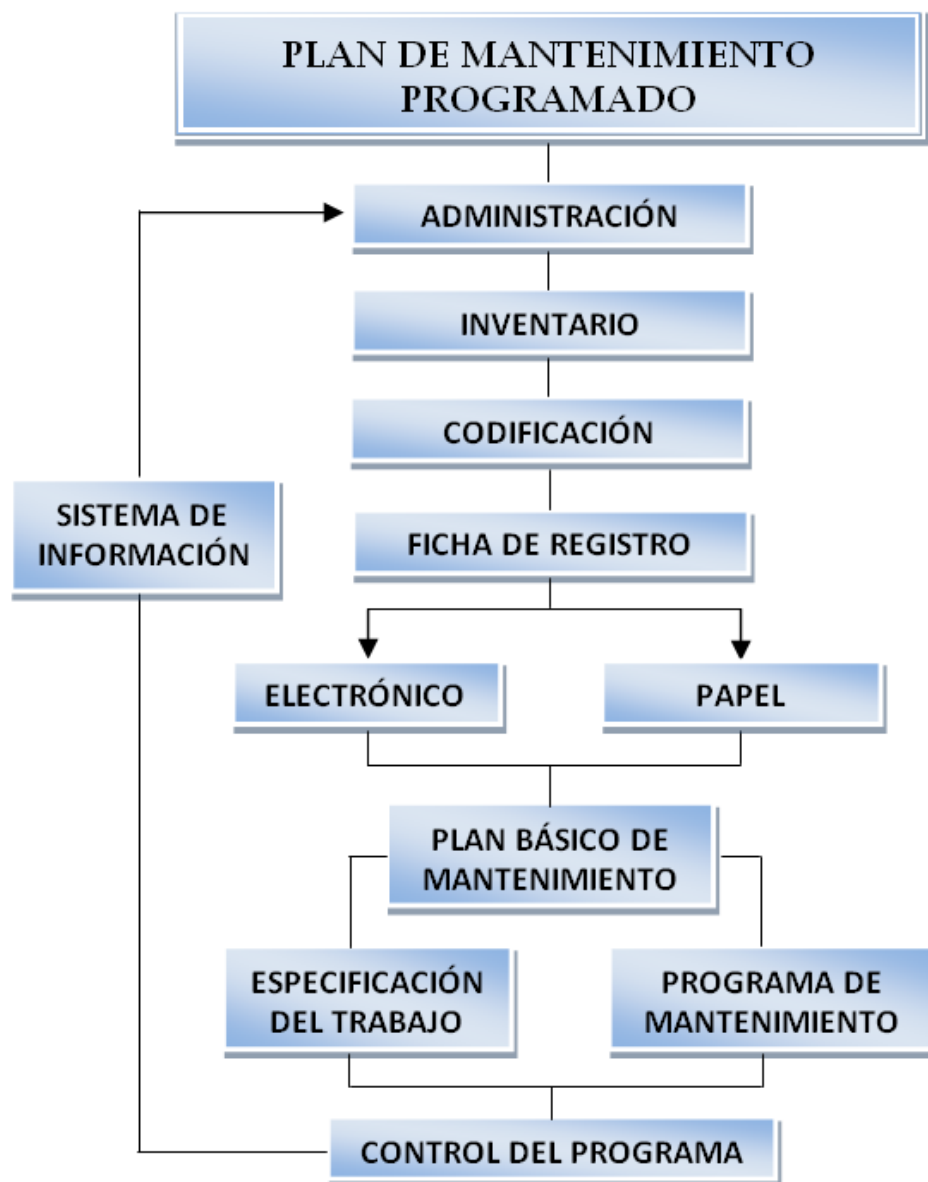 PLAN DE MANTENIMIENTO
PROGRAMADO
ADMINISTRACIÓN
INVENTARIO
CODIFICACIÓN
SISTEMA DE
INFORMACIÓN
FICHA DE REGISTRO
ELECTRÓNICO
PAPEL
PLAN BÁSICO DE
MANTENIMIENTO
ESPECIFICACIÓN
DEL TRABAJO
PROGRAMA DE
MANTENIMIENTO
CONTROL DEL PROGRAMA